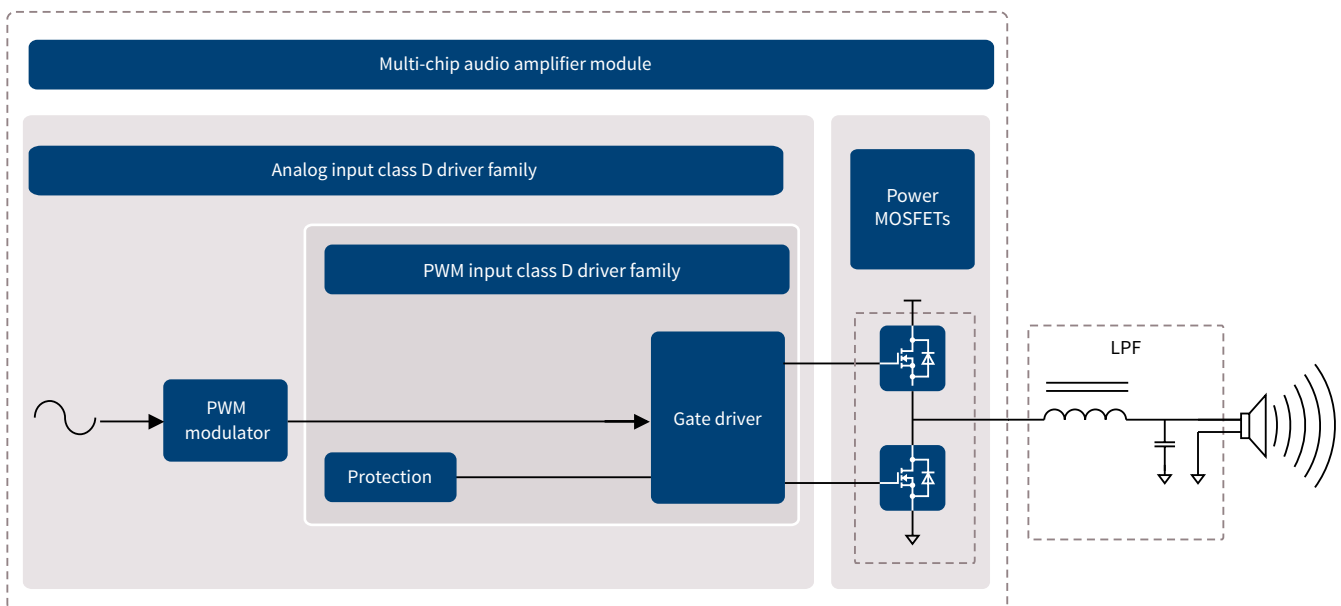 Multi-chip audio amplifier module
Analog input class D driver family
Power
MOSFETs
PWM input class D driver family
LPF
PWM
modulator
Gate driver
Protection